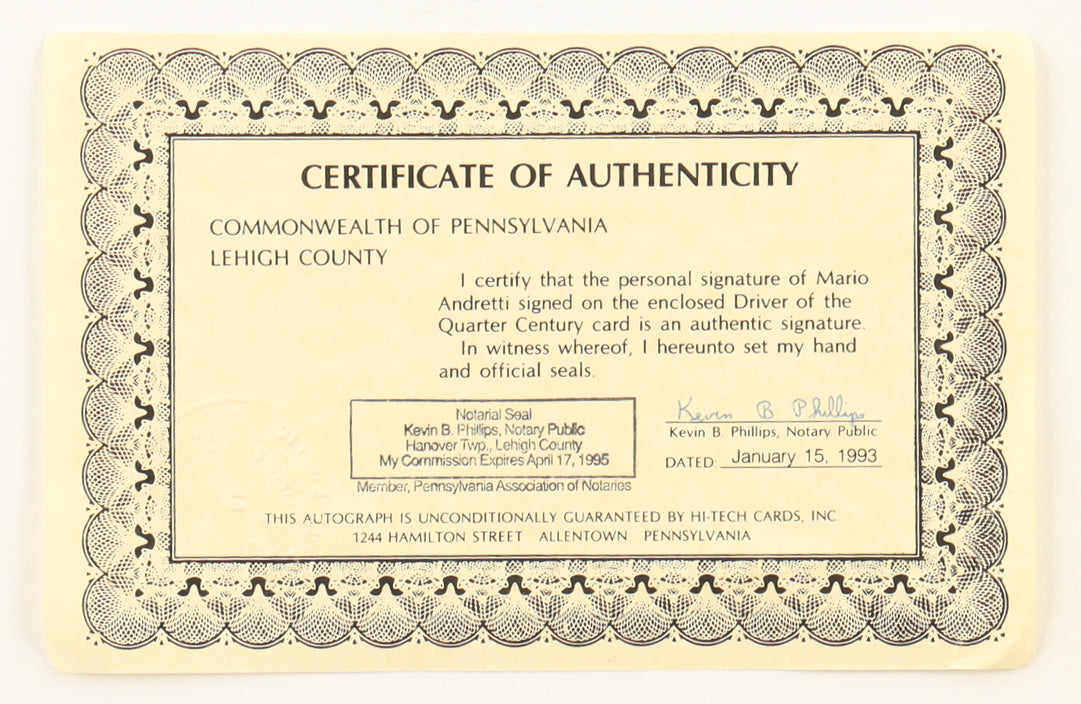 CERTIFICATE OF AUTHENTICITY
COMMONWEALTH OF PENNSYLVANIA
LEHIGH COUNTY
I certify that the personal signature of Mario
Andretti signed on the enclosed Driver of the
Quarter Century card is an authentic signature.
In witness whereof, I hereunto set my hand
and official seals.
Notarial Seal
Kevin B. Phillips, Notary Public
Hanover Twp., Lehigh County
My Commission Expires April 17, 1995
Member, Pennsylvania Association of Notaries
Kevin B Phillips
Kevin B. Phillips, Notary Public
DATED: January 15, 1993
THIS AUTOGRAPH IS UNCONDITIONALLY GUARANTEED BY HI-TECH CARDS, INC.
1244 HAMILTON STREET ALLENTOWN PENNSYLVANIA